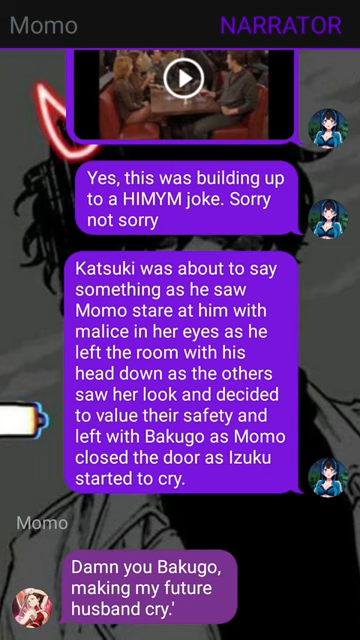 Momo NARRATOR
Yes, this was building up
to a HIMYM joke. Sorry
not sorry
Katsuki was about to say
something as he saw
Momo stare at him with
malice in her eyes as he
left the room with his
head down as the others
saw her look and decided
to value their safety and
left with Bakugo as Momo
closed the door as Izuku
started to cry.
Momo
Damn you Bakugo,
making my future
husband cry.'